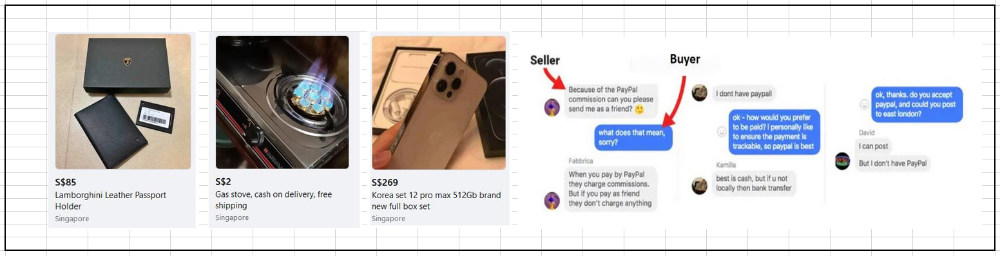 S$85
Lamborghini Leather Passport
Holder
Singapore
S$2
Gas stove, cash on delivery, free
shipping
Singapore
S$269
Korea set 12 pro max 512Gb brand
new full box set
Singapore
Seller
Because of the PayPal
commission can you please
send me as a friend? 🙂
Buyer
what does that mean,
sorry?
Fabbrica
When you pay by PayPal
they charge commissions.
But if you pay as friend
they don't charge anything
I dont have paypall
ok - how would you prefer
to be paid? i personally like
to ensure the payment is
trackable, so paypal is best
Kamilla
best is cash, but if u not
locally then bank transfer
ok, thanks. do you accept
paypal, and could you post
to east london?
David
I can post
But I don't have PayPal